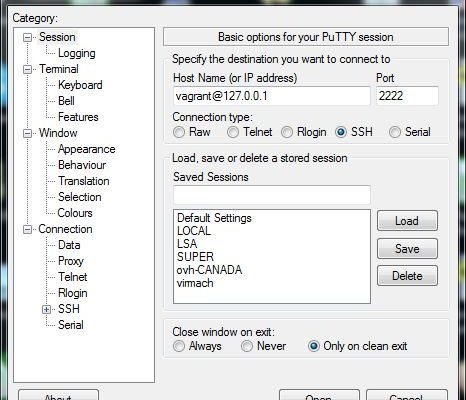 Category:
Session
Logging
Terminal
Keyboard
Bell
Features
Window
Appearance
Behaviour
Translation
Selection
Colours
Connection
Data
Proxy
Telnet
Rlogin
SSH
Serial
Basic options for your PuTTY session
Specify the destination you want to connect to
Host Name (or IP address) Port
vagrant@127.0.0.1 2222
Connection type:
Raw Telnet Rlogin SSH Serial
Load, save or delete a stored session
Saved Sessions
Default Settings
LOCAL
LSA
SUPER
ovh-CANADA
vimach
Load
Save
Delete
Close window on exit:
Always Never Only on clean exit
About Open Cancel